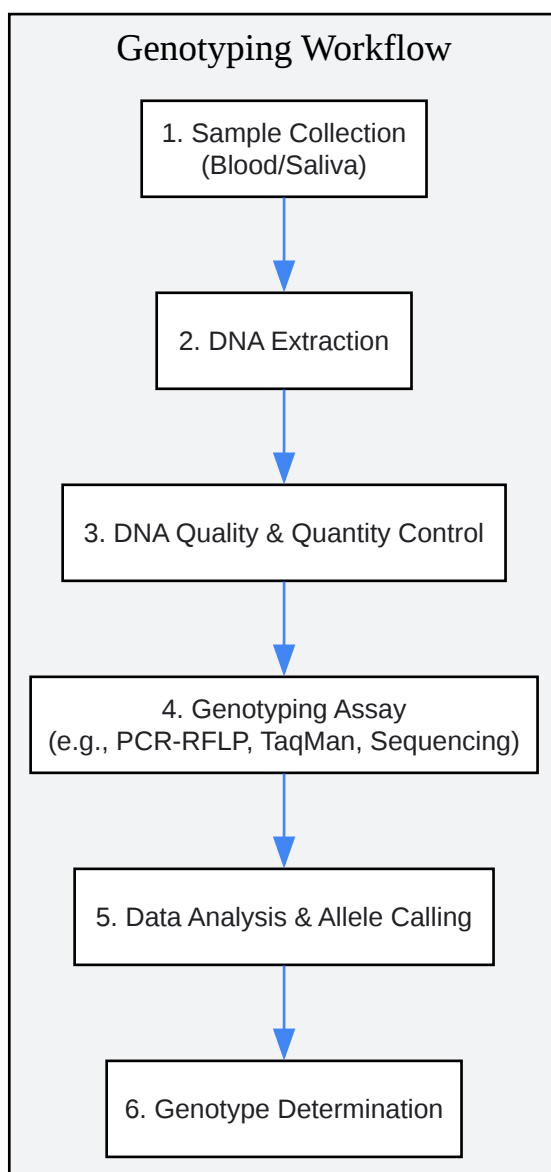 Genotyping Workflow
1. Sample Collection
(Blood/Saliva)
2. DNA Extraction
3. DNA Quality & Quantity Control
4. Genotyping Assay
(e.g., PCR-RFLP, TaqMan, Sequencing)
5. Data Analysis & Allele Calling
6. Genotype Determination